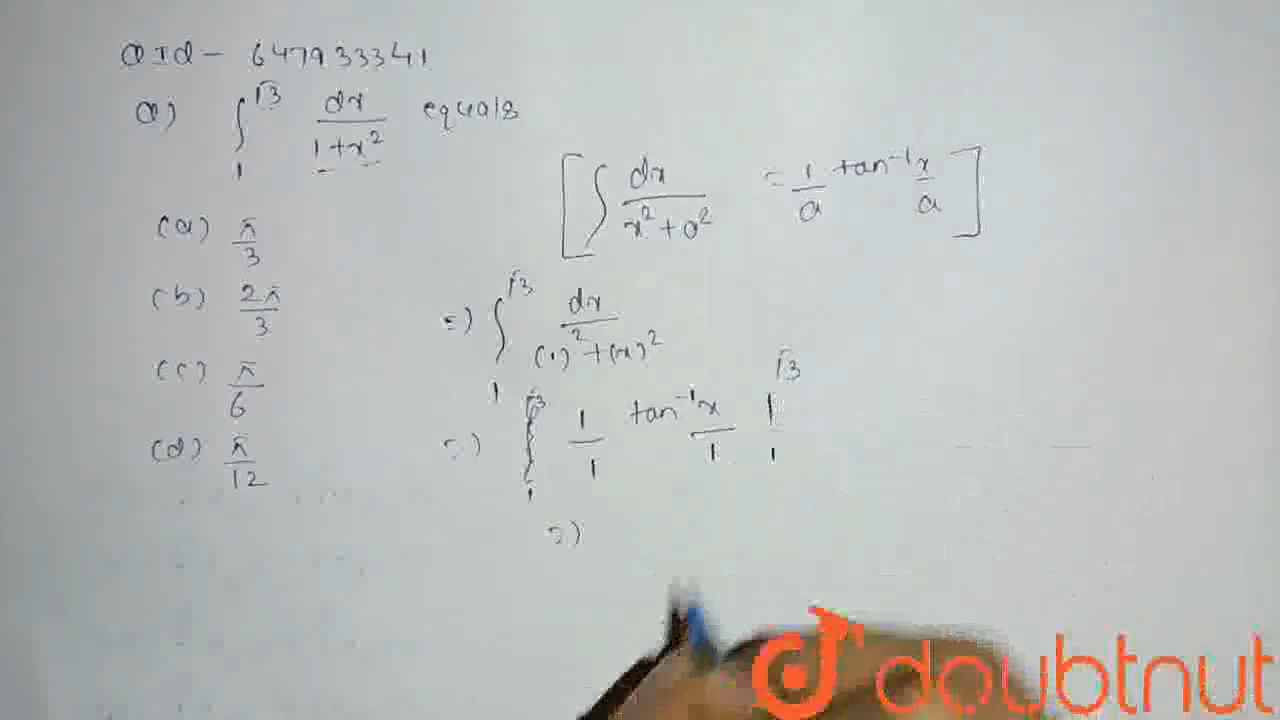 QId - 647933341
Q) ∫₁^√3 dx/(1+x²) equals
(a) π/3
(b) 2π/3
(c) π/6
(d) π/12
[∫ dx/(x²+a²) = 1/a tan⁻¹ x/a]
=) ∫₁^√3 dx/((1)²+(x)²)
=) 1/1 tan⁻¹ x/1 |₁^√3
=)
doubtnut